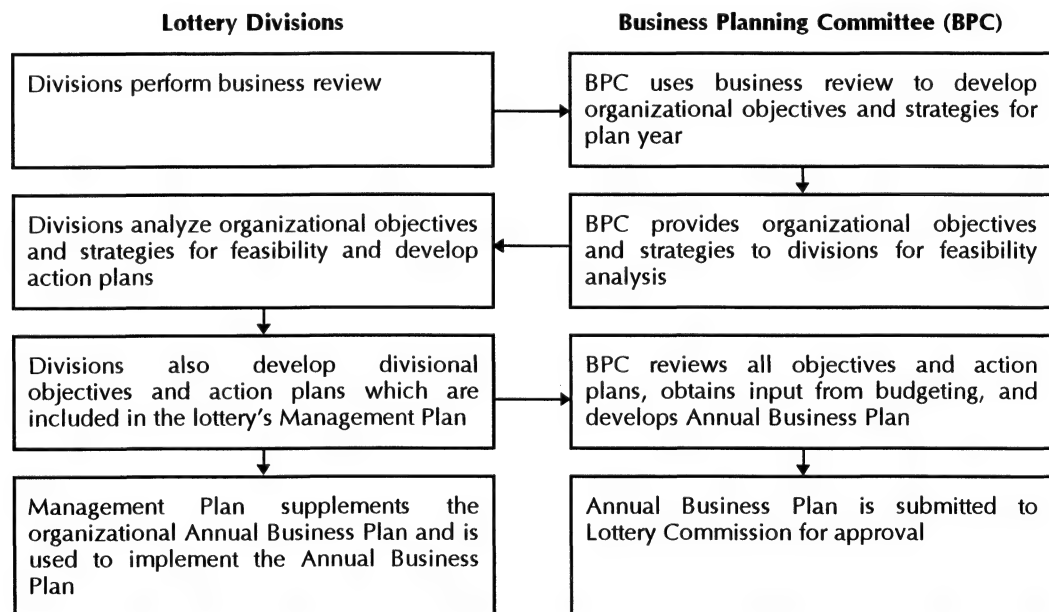 Lottery Divisions
Business Planning Committee (BPC)
Divisions perform business review
BPC uses business review to develop
organizational objectives and strategies for
plan year
Divisions analyze organizational objectives
and strategies for feasibility and develop
action plans
BPC provides organizational objectives
and strategies to divisions for feasibility
analysis
Divisions also develop divisional
objectives and action plans which are
included in the lottery's Management Plan
BPC reviews all objectives and action
plans, obtains input from budgeting, and
develops Annual Business Plan
Management Plan supplements the
organizational Annual Business Plan and is
used to implement the Annual Business
Plan
Annual Business Plan is submitted to
Lottery Commission for approval